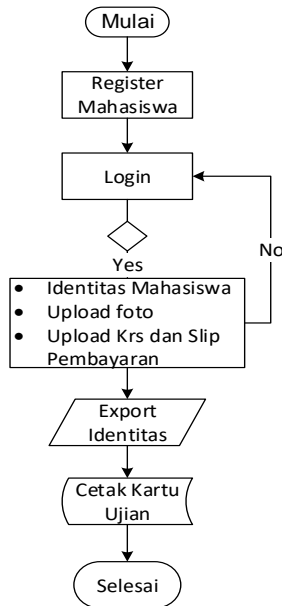 Mulai
Register
Mahasiswa
Login
No
Yes
• Identitas Mahasiswa
• Upload foto
• Upload Krs dan Slip
Pembayaran
Export
Identitas
Cetak Kartu
Ujian
Selesai